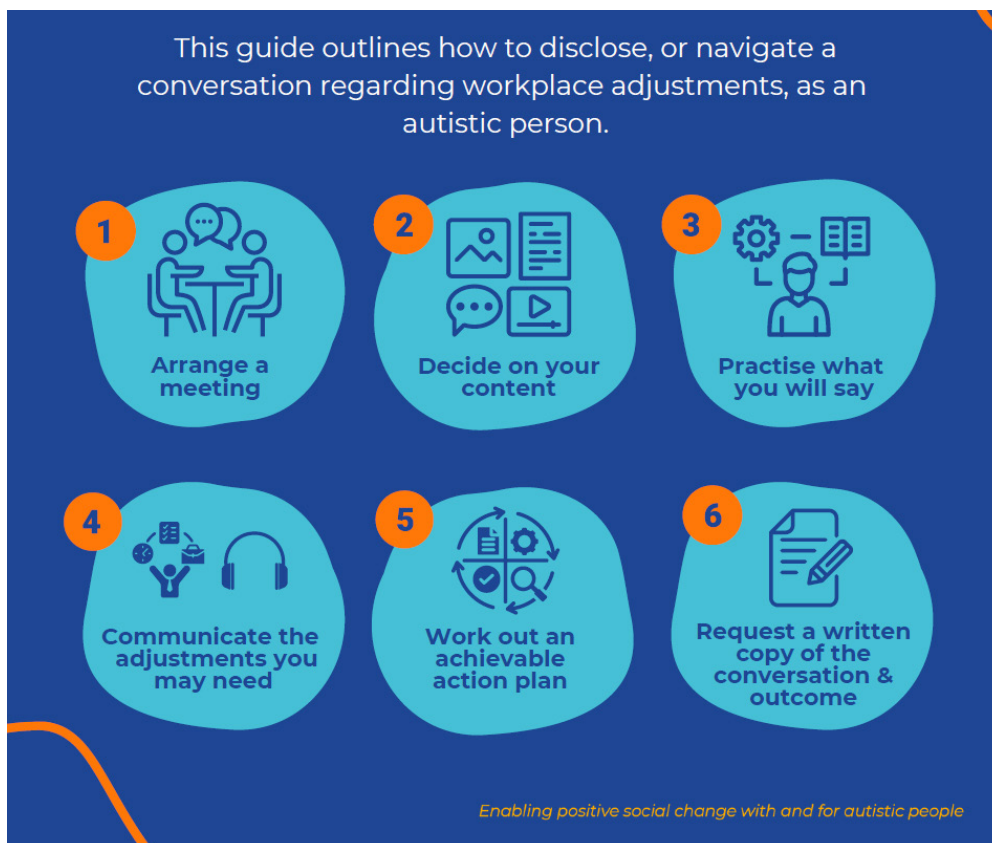 This guide outlines how to disclose, or navigate a
conversation regarding workplace adjustments, as an
autistic person.
1
Arrange a
meeting
2
Decide on your
content
3
Practise what
you will say
4
Communicate the
adjustments you
may need
5
Work out an
achievable
action plan
6
Request a written
copy of the
conversation &
outcome
Enabling positive social change with and for autistic people